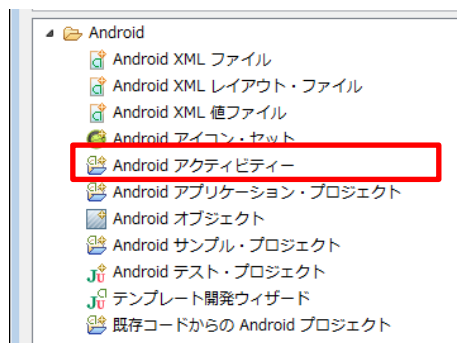 Android
Android XML ファイル
Android XML レイアウト・ファイル
Android XML 値ファイル
Android アイコン・セット
Android アクティビティー
Android アプリケーション・プロジェクト
Android オブジェクト
Android サンプル・プロジェクト
Android テスト・プロジェクト
テンプレート開発ウィザード
既存コードからの Android プロジェクト